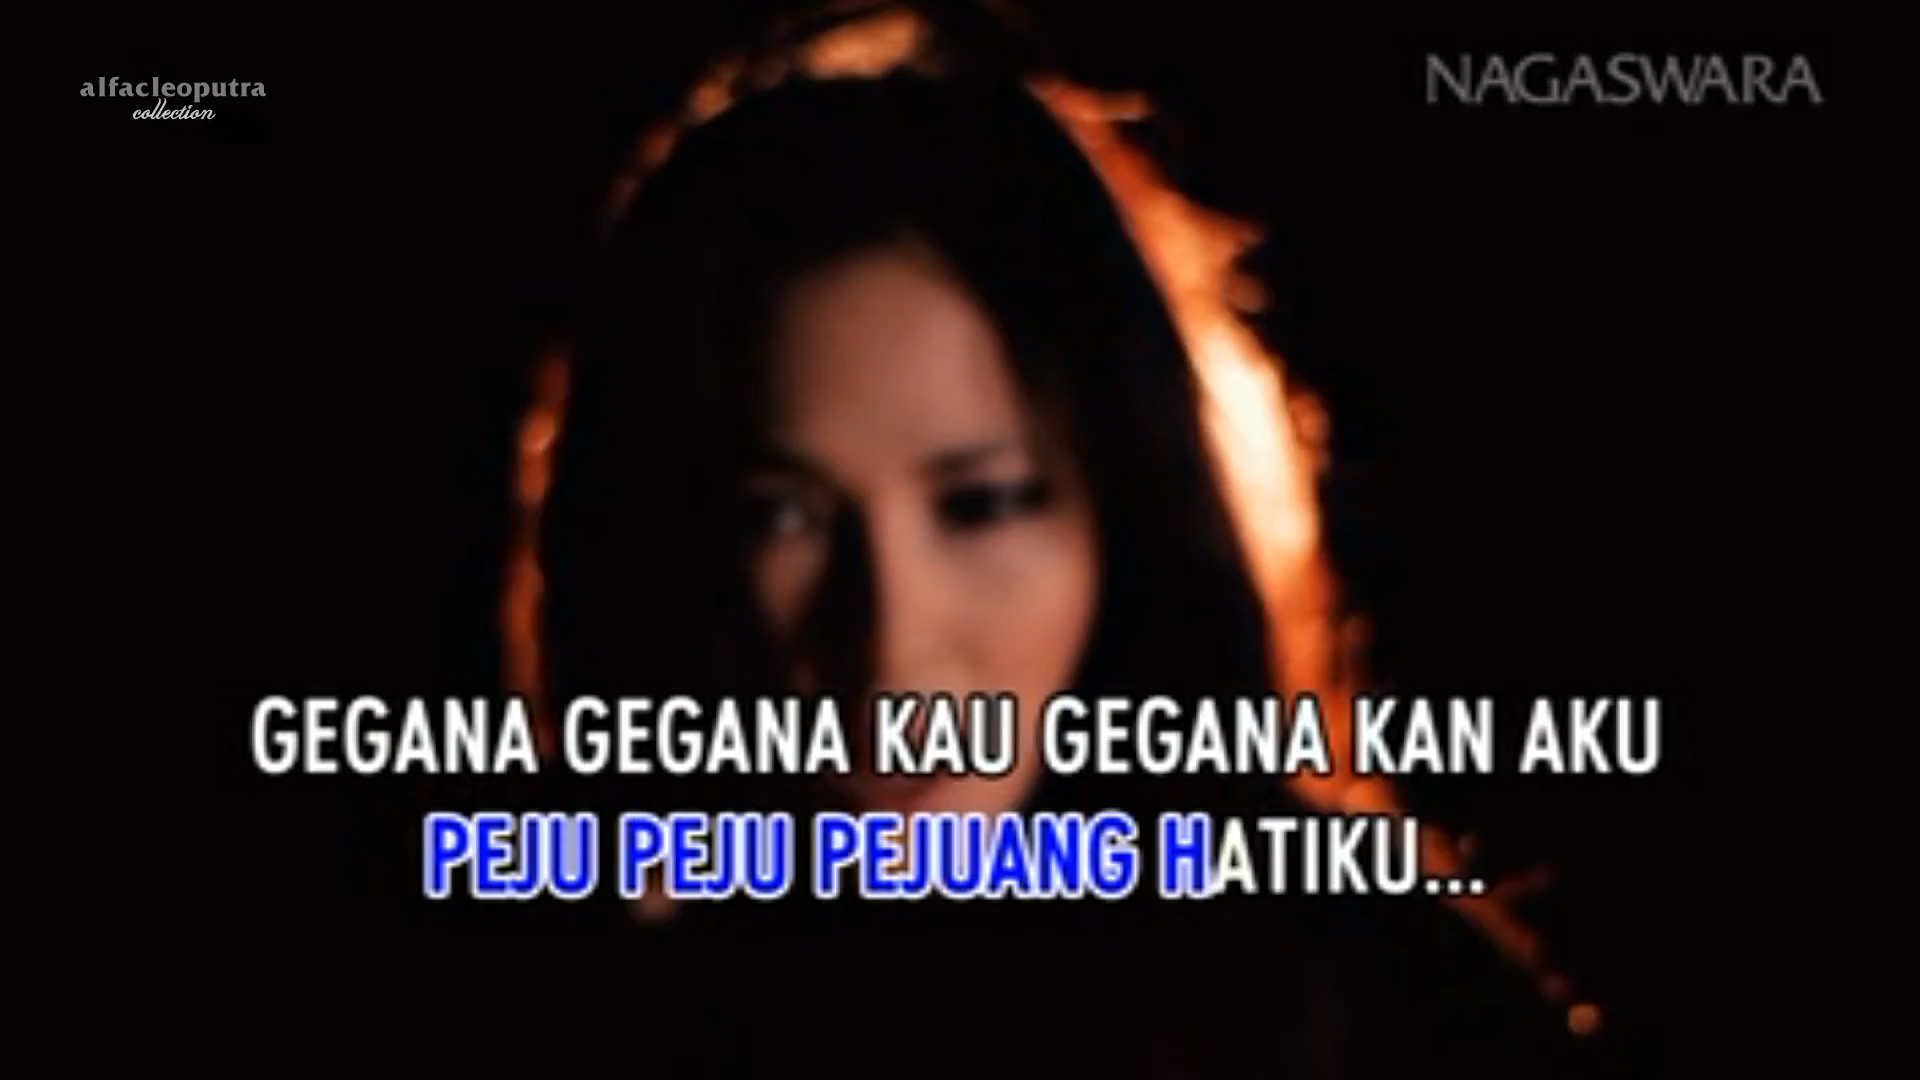 alfacleoputra
collection
NAGASWARA
GEGANA GEGANA KAU GEGANA KAN AKU
PEJU PEJU PEJUANG HATIKU...